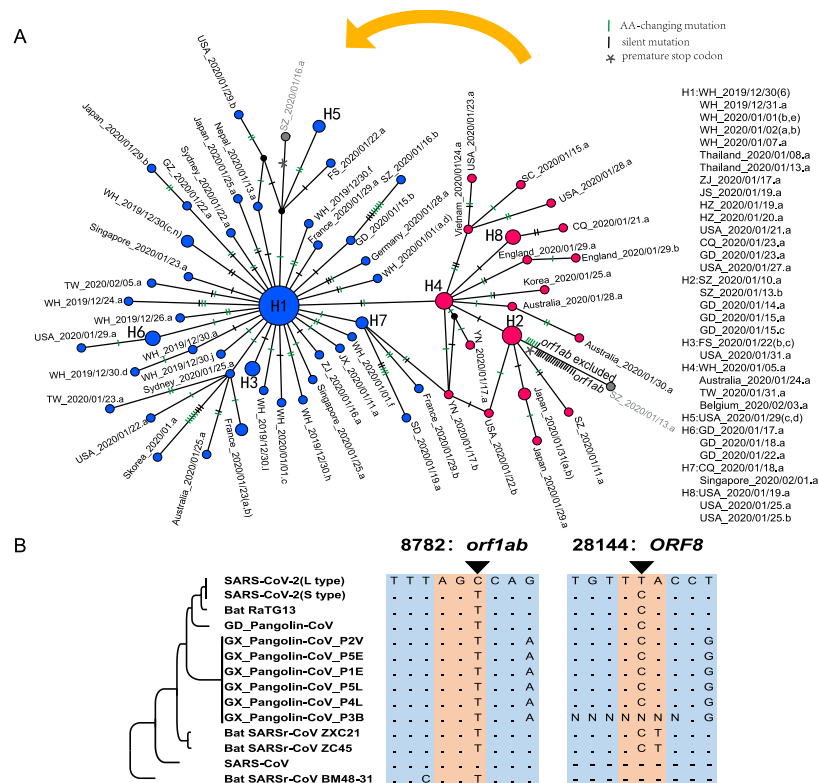 A
AA-changing mutation
silent mutation
premature stop codon
USA_2020/01/29.b
SZ_2020/01/16.a
H5
Japan_2020/01/29.b
GZ_2020/01/22.a
Sydney_2020/01/22.a
Japan_2020/01/25.a
Nepal_2020/01/13.a
FS_2020/01/22.a
WH_2019/12/30.f
France_2020/01/29.a
SZ_2020/01/16.b
GD_2020/01/15.b
Germany_2020/01/28.a
WH_2020/01/01(a,d)
WH_2019/12/30(c,n)
Singapore_2020/01/23.a
TW_2020/02/05.a
WH_2019/12/24.a
WH_2019/12/26.a
USA_2020/01/29.a
H6
H1
WH_2019/12/30.a
WH_2019/12/30.d
WH_2019/12/30.j
Sydney_2020/01/25.a
TW_2020/01/23.a
USA_2020/01/22.a
Skorea_2020/01.a
Australia_2020/01/25.a
France_2020/01/23(a,b)
H3
WH_2019/12/30.l
WH_2020/01/01.c
WH_2019/12/30.h
Singapore_2020/01/25.a
ZJ_2020/01/16.a
JX_2020/01/11.a
WH_2020/01/01.f
H7
SD_2020/01/19.a
France_2020/01/29.b
YN_2020/01/17.b
USA_2020/01/22.b
YN_2020/01/17.a
H4
Vietnam_2020/0124.a
USA_2020/01/23.a
SC_2020/01/15.a
USA_2020/01/28.a
H8
CQ_2020/01/21.a
England_2020/01/29.a
England_2020/01/29.b
Korea_2020/01/25.a
Australia_2020/01/28.a
H2
Australia_2020/01/30.a
orf1ab excluded
orf1ab
SZ_2020/01/13.a
SZ_2020/01/11.a
Japan_2020/01/31(a,b)
Japan_2020/01/29.a
H1:WH_2019/12/30(6)
WH_2019/12/31.a
WH_2020/01/01(b,e)
WH_2020/01/02(a,b)
WH_2020/01/07.a
Thailand_2020/01/08.a
Thailand_2020/01/13.a
ZJ_2020/01/17.a
JS_2020/01/19.a
HZ_2020/01/19.a
HZ_2020/01/20.a
USA_2020/01/21.a
CQ_2020/01/23.a
GD_2020/01/23.a
USA_2020/01/27.a
H2:SZ_2020/01/10.a
SZ_2020/01/13.b
GD_2020/01/14.a
GD_2020/01/15.a
GD_2020/01/15.c
H3:FS_2020/01/22(b,c)
USA_2020/01/31.a
H4:WH_2020/01/05.a
Australia_2020/01/24.a
TW_2020/01/31.a
Belgium_2020/02/03.a
H5:USA_2020/01/29(c,d)
H6:GD_2020/01/17.a
GD_2020/01/18.a
GD_2020/01/22.a
H7:CQ_2020/01/18.a
Singapore_2020/02/01.a
H8:USA_2020/01/19.a
USA_2020/01/25.a
USA_2020/01/25.b
B
8782: orf1ab 28144: ORF8
SARS-CoV-2(L type) T T T A G C C A G T G T T T A C C T
SARS-CoV-2(S type) . . . . . T . . . . . . . C . . . .
Bat RaTG13 . . . . . T . . . . . . . C . . . .
GD_Pangolin-CoV . . . . . T . . . . . . . C . . . .
GX_Pangolin-CoV_P2V . . . . . T . . A . . . . C . . . G
GX_Pangolin-CoV_P5E . . . . . T . . A . . . . C . . . G
GX_Pangolin-CoV_P1E . . . . . T . . A . . . . C . . . G
GX_Pangolin-CoV_P5L . . . . . T . . A . . . . C . . . G
GX_Pangolin-CoV_P4L . . . . . T . . A . . . . C . . . G
GX_Pangolin-CoV_P3B . . . . . T . . A N N N N N N N . G
Bat SARSr-CoV ZXC21 . . . . . T . . . . . . . C T . . .
Bat SARSr-CoV ZC45 . . . . . T . . . . . . . C T . . .
SARS-CoV - - - - - - - - - - - - - - - - - -
Bat SARSr-CoV BM48-31 . . C . . T . . . - - - - - - - - -